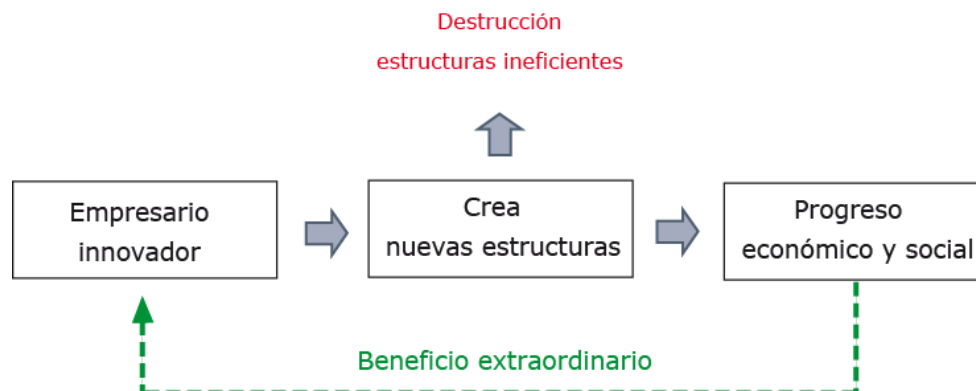 Destrucción
estructuras ineficientes
Empresario
innovador
Crea
nuevas estructuras
Progreso
económico y social
Beneficio extraordinario